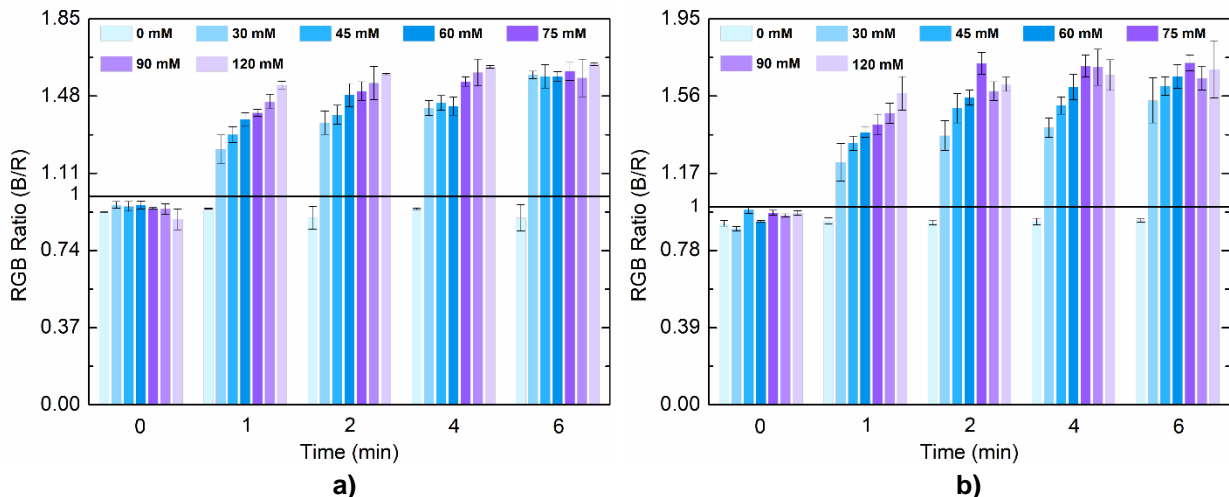 RGB Ratio (B/R)
1.85
1.48
1.11
1
0.74
0.37
0.00
0 mM 30 mM 45 mM 60 mM 75 mM
90 mM 120 mM
0 1 2 4 6
Time (min)
a)
RGB Ratio (B/R)
1.95
1.56
1.17
1
0.78
0.39
0.00
0 mM 30 mM 45 mM 60 mM 75 mM
90 mM 120 mM
0 1 2 4 6
Time (min)
b)